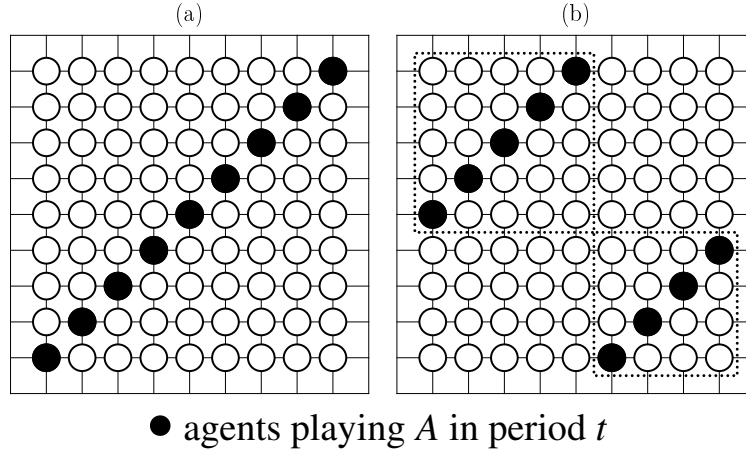 (a) (b)
● agents playing A in period t